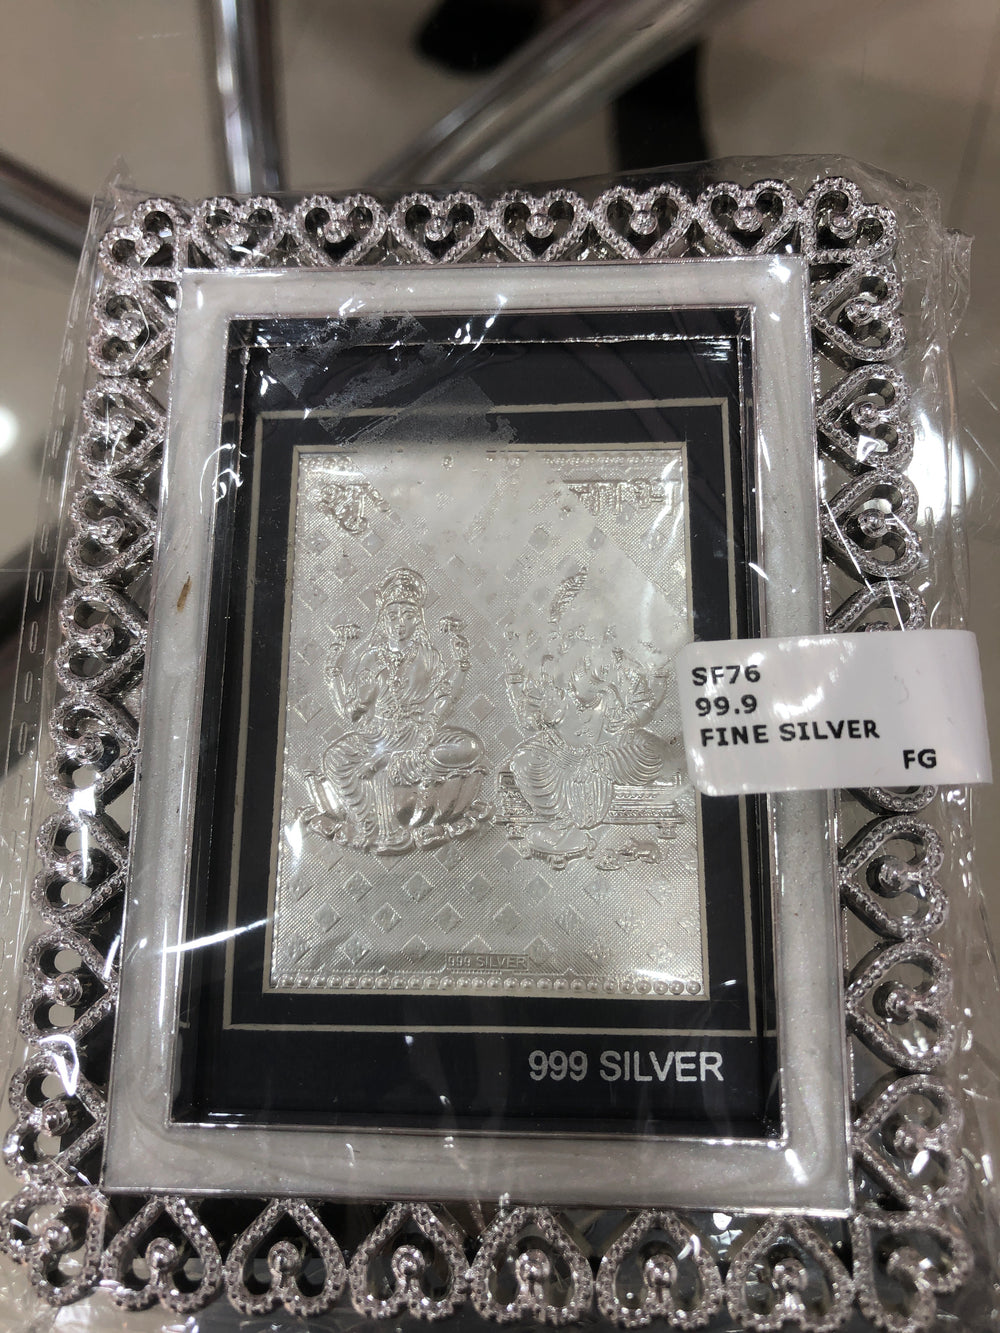 SF76
99.9
FINE SILVER
FG
999 SILVER
999 SILVER